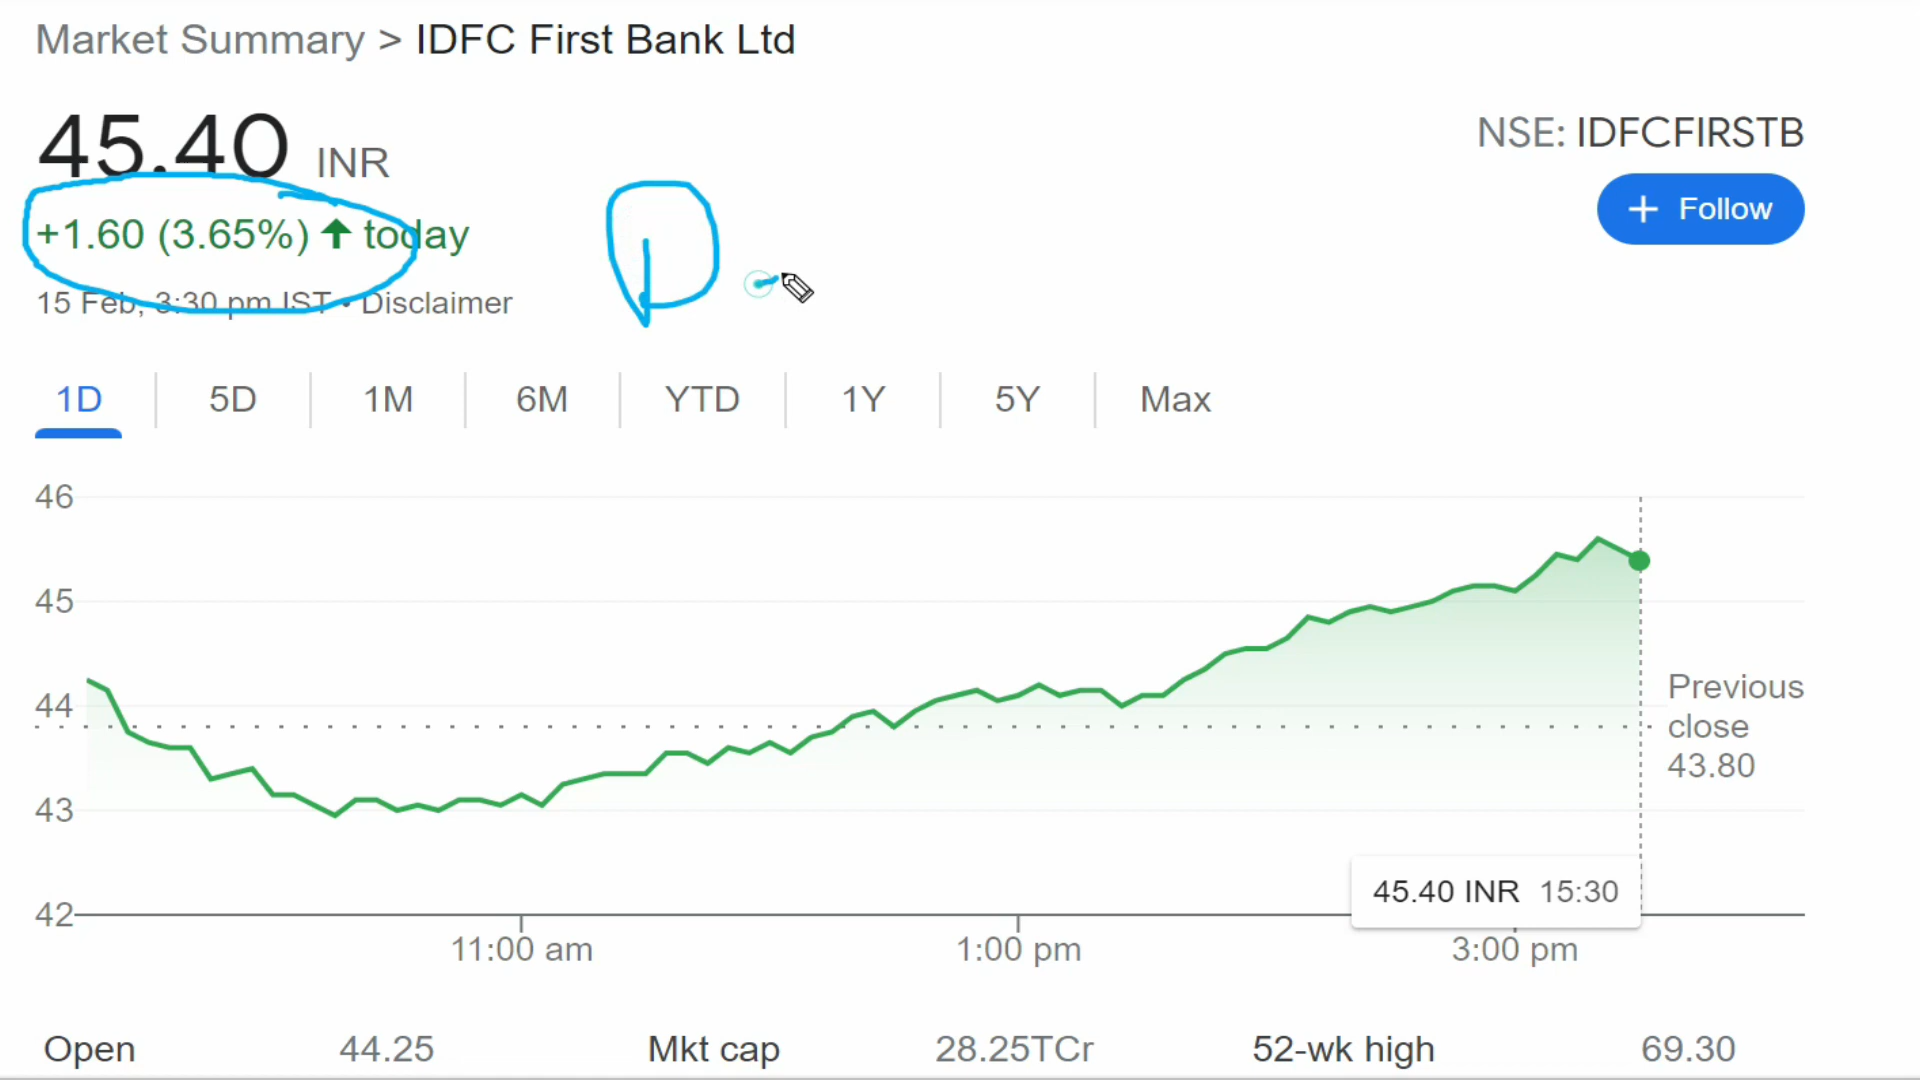 Market Summary > IDFC First Bank Ltd
45.40 INR
NSE: IDFCFIRSTB
+ Follow
+1.60 (3.65%) ↑ today
15 Feb, 3:30 pm IST • Disclaimer
1D 5D 1M 6M YTD 1Y 5Y Max
46
45
44
43
42
Previous
close
43.80
45.40 INR 15:30
11:00 am 1:00 pm 3:00 pm
Open 44.25 Mkt cap 28.25TCr 52-wk high 69.30